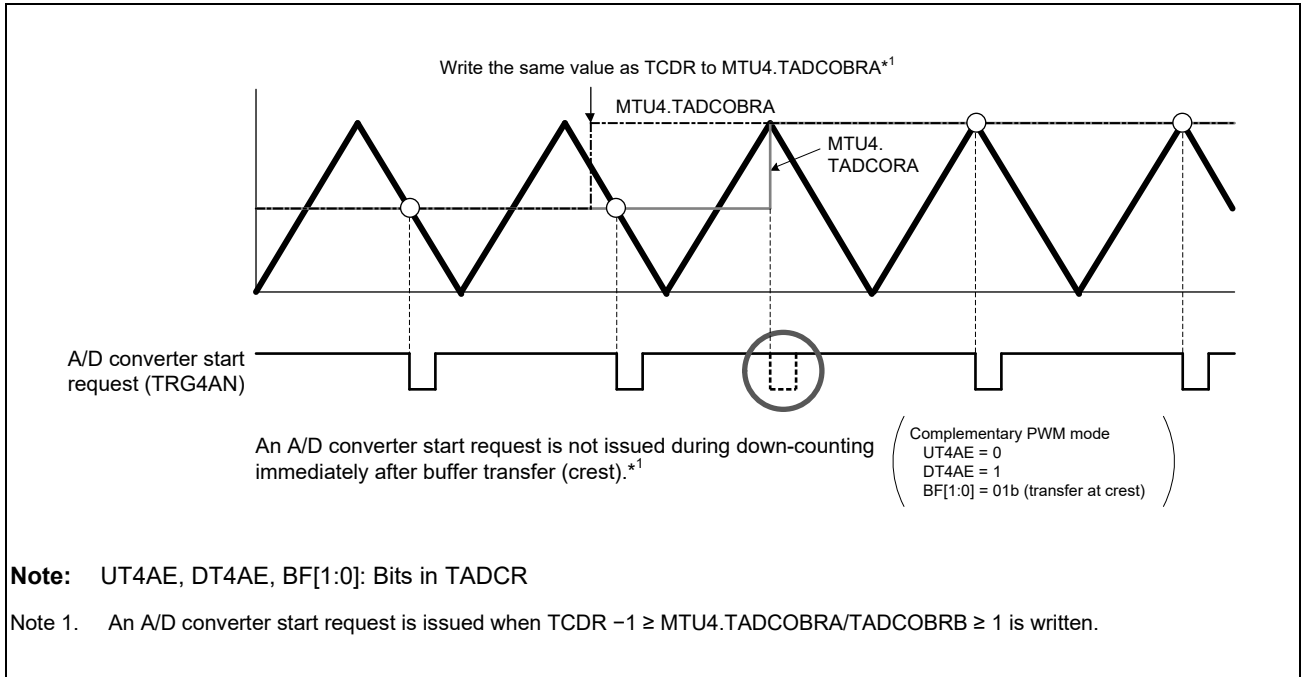 Write the same value as TCDR to MTU4.TADCOBRA*1
MTU4.TADCOBRA
MTU4.
TADCORA
A/D converter start
request (TRG4AN)
An A/D converter start request is not issued during down-counting
immediately after buffer transfer (crest).*1
Complementary PWM mode
UT4AE = 0
DT4AE = 1
BF[1:0] = 01b (transfer at crest)
Note: UT4AE, DT4AE, BF[1:0]: Bits in TADCR
Note 1. An A/D converter start request is issued when TCDR −1 ≥ MTU4.TADCOBRA/TADCOBRB ≥ 1 is written.